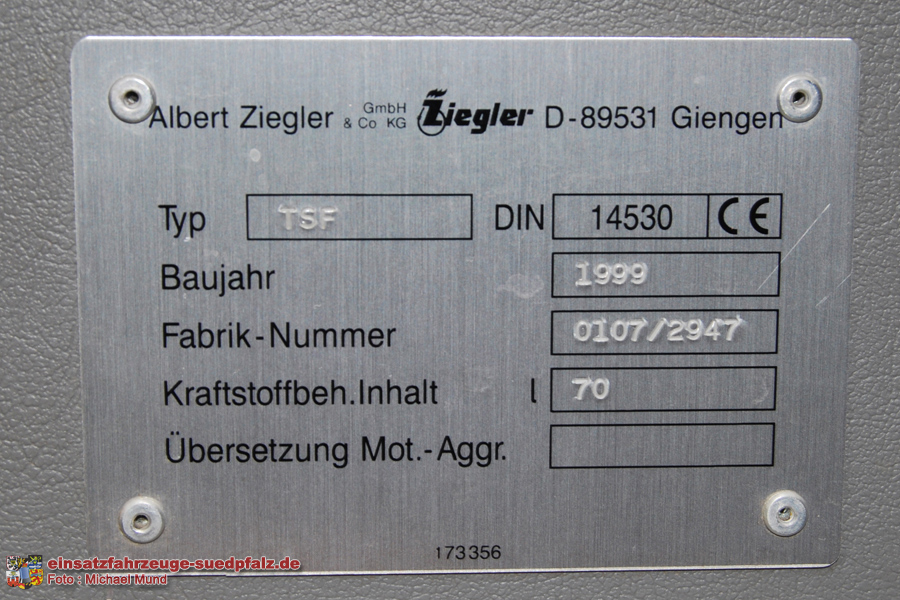 Albert Ziegler GmbH & Co KG Ziegler D-89531 Giengen
Typ TSF DIN 14530 CE
Baujahr 1999
Fabrik-Nummer 0107/2947
Kraftstoffbeh.Inhalt l 70
Übersetzung Mot.-Aggr.
173356
einsatzfahrzeuge-suedpfalz.de
Foto : Michael Mund